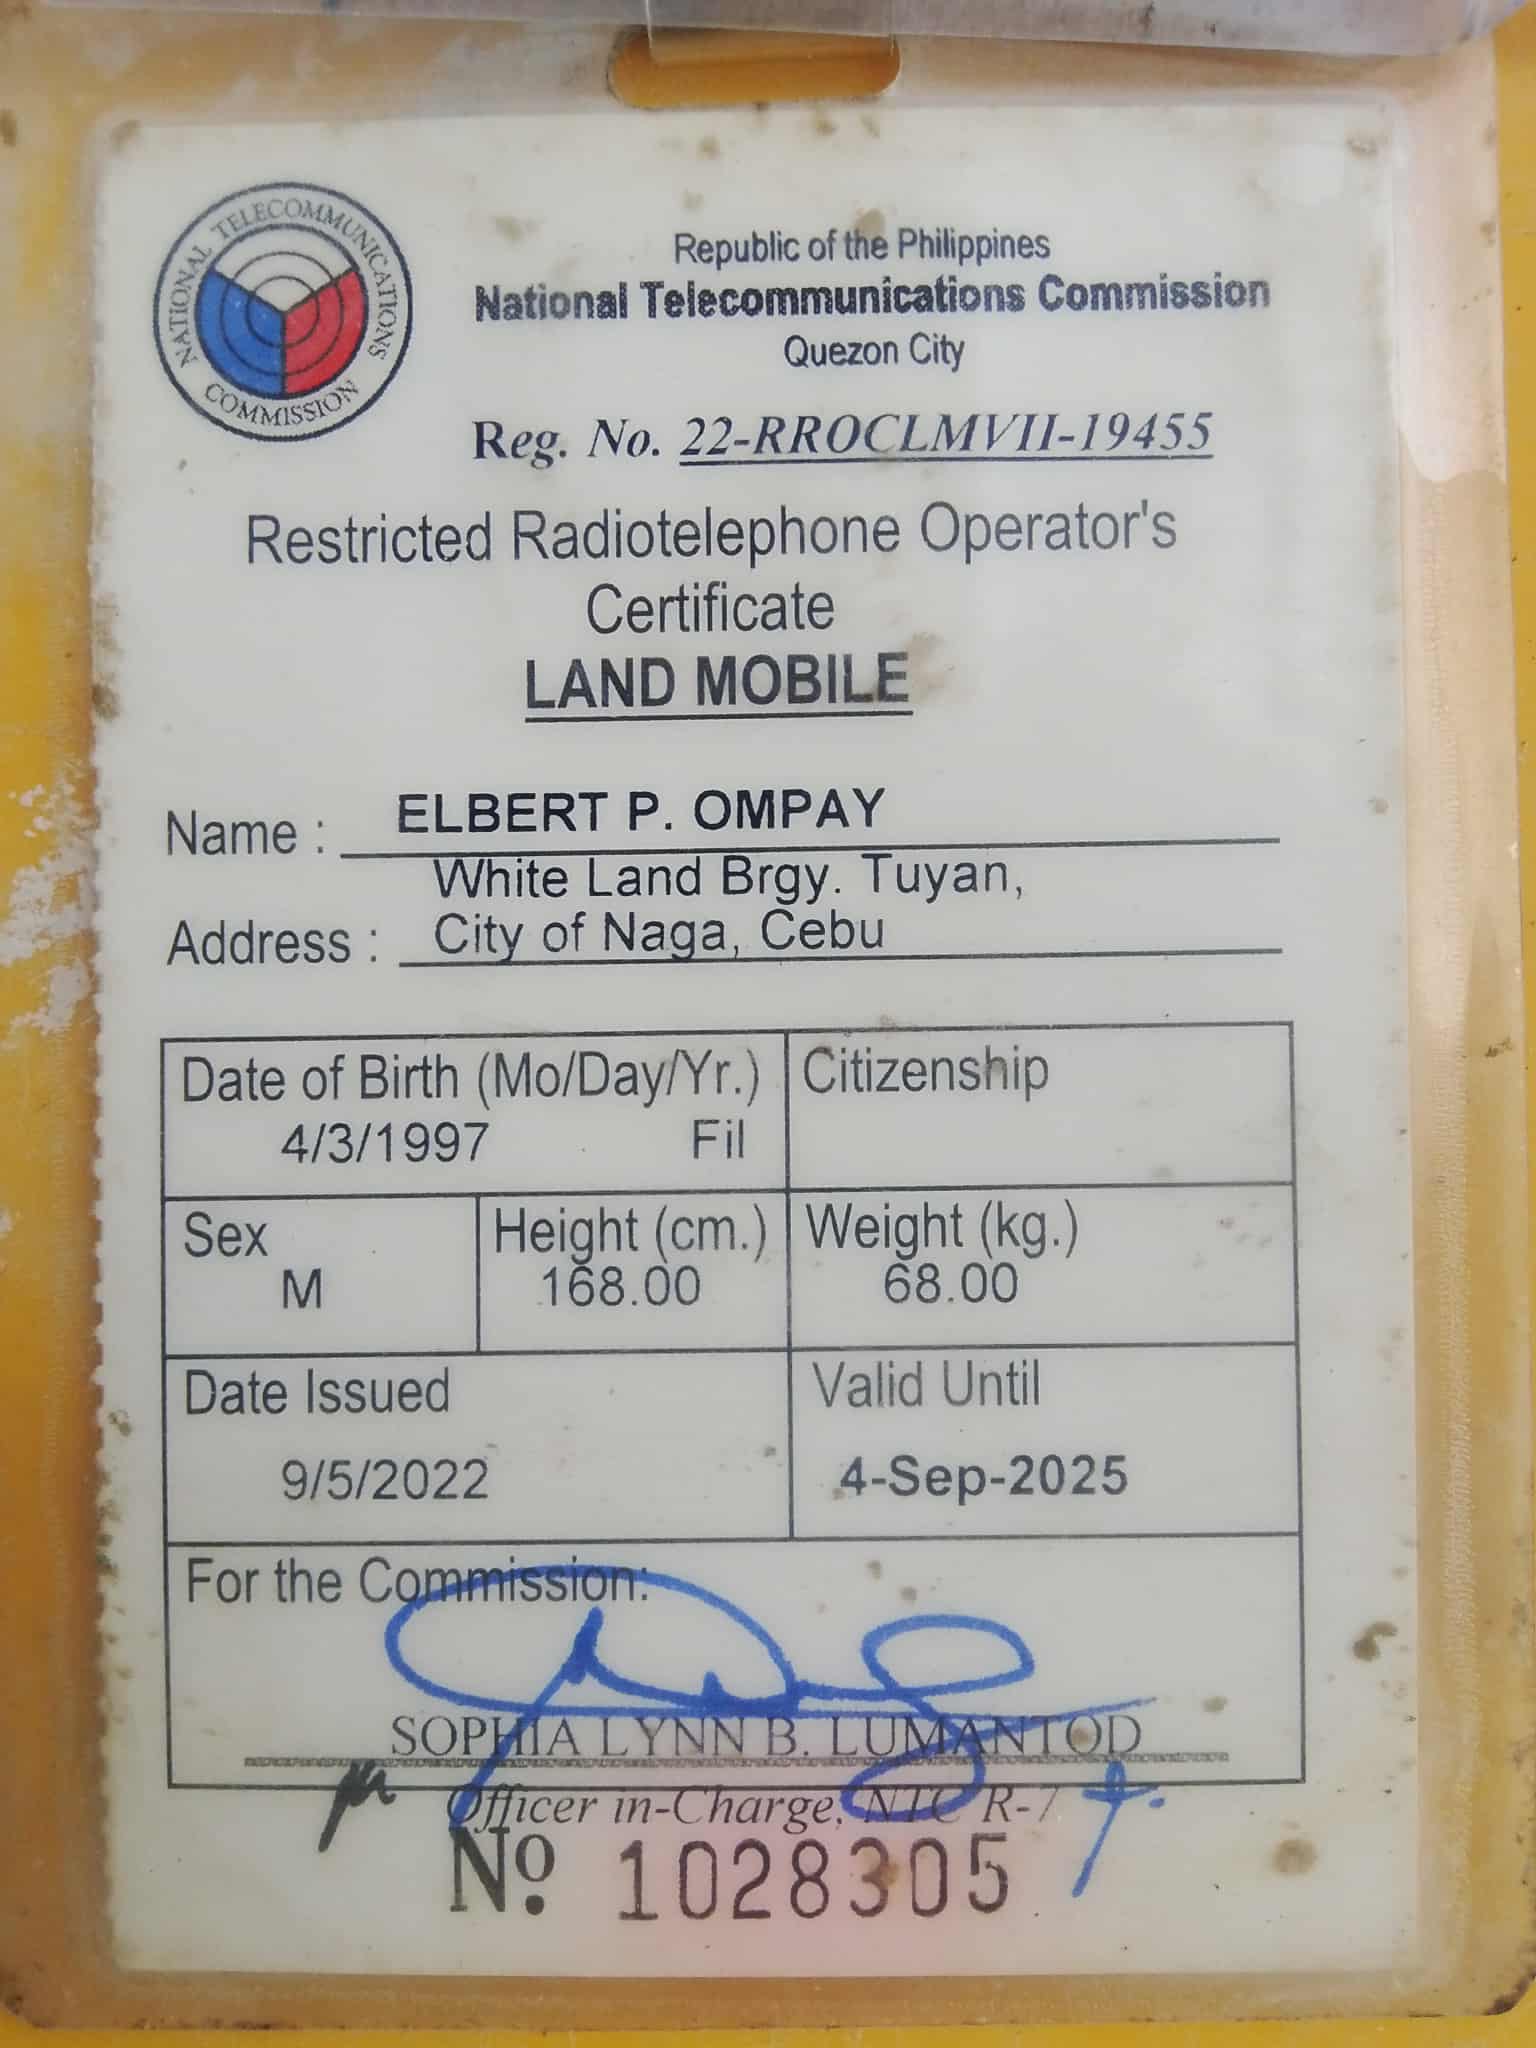 NATIONAL TELECOMMUNICATIONS COMMISSION
Republic of the Philippines
National Telecommunications Commission
Quezon City
Reg. No. 22-RROCLMVII-19455
Restricted Radiotelephone Operator's
Certificate
LAND MOBILE
Name : ELBERT P. OMPAY
White Land Brgy. Tuyan,
Address : City of Naga, Cebu
Date of Birth (Mo/Day/Yr.) Citizenship
4/3/1997 Fil
Sex Height (cm.) Weight (kg.)
M 168.00 68.00
Date Issued Valid Until
9/5/2022 4-Sep-2025
For the Commission:
SOPHIA LYNN B. LUMANTOD
Officer in-Charge, NTC R-7
No. 1028305